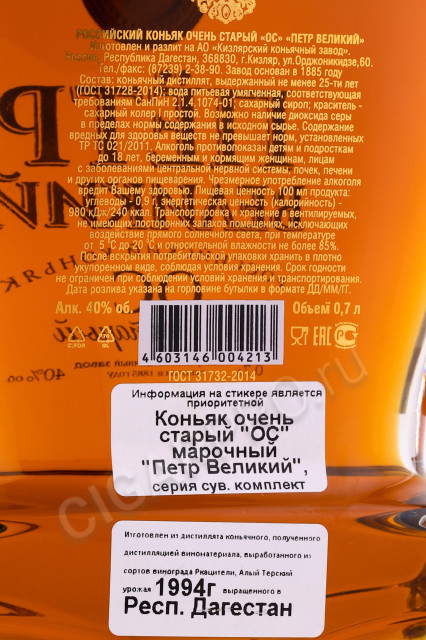 РОССИЙСКИЙ КОНЬЯК ОЧЕНЬ СТАРЫЙ «ОС» «ПЕТР ВЕЛИКИЙ»
Изготовлен и разлит на АО «Кизлярский коньячный завод».
Россия, Республика Дагестан, 368830, г.Кизляр, ул.Орджоникидзе,60.
Тел./факс: (87239) 2-38-90. Завод основан в 1885 году
Состав: коньячный дистиллят, выдержанный не менее 25-ти лет
(ГОСТ 31728-2014); вода питьевая умягченная, соответствующая
требованиям СанПиН 2.1.4.1074-01; сахарный сироп; краситель -
сахарный колер I простой. Возможно наличие диоксида серы
в пределах нормы содержания в исходном сырье. Содержание
вредных для здоровья веществ не превышает норм, установленных
ТР ТС 021/2011. Алкоголь противопоказан детям и подросткам
до 18 лет, беременным и кормящим женщинам, лицам
с заболеваниями центральной нервной системы, почек, печени
и других органов пищеварения. Чрезмерное употребление алкоголя
вредит Вашему здоровью. Пищевая ценность 100 мл продукта:
углеводы - 0,9 г, энергетическая ценность (калорийность) -
980 кДж/240 ккал. Транспортировка и хранение в вентилируемых,
не имеющих посторонних запахов помещениях, исключающих
воздействие прямого солнечного света, при температуре
от 5°С до 20°С и относительной влажности не более 85%.
После вскрытия потребительской упаковки хранить в плотно
укупоренном виде, соблюдая условия хранения. Срок годности
не ограничен при соблюдении условий хранения и транспортирования.
Дата розлива указана на горловине бутылки в формате ДД/ММ/ГГ.
Алк. 40% об. Объем 0,7 л
4603146004213
ГОСТ 31732-2014
40% об
Информация на стикере является
приоритетной
Коньяк очень
старый "ОС"
марочный
"Петр Великий",
серия сув. комплект
Изготовлен из дистиллята коньячного, полученного
дистилляцией виноматериала, выработанного из
сортов винограда Ркацители, Алый Терский
урожая 1994г выращенного в
Респ. Дагестан